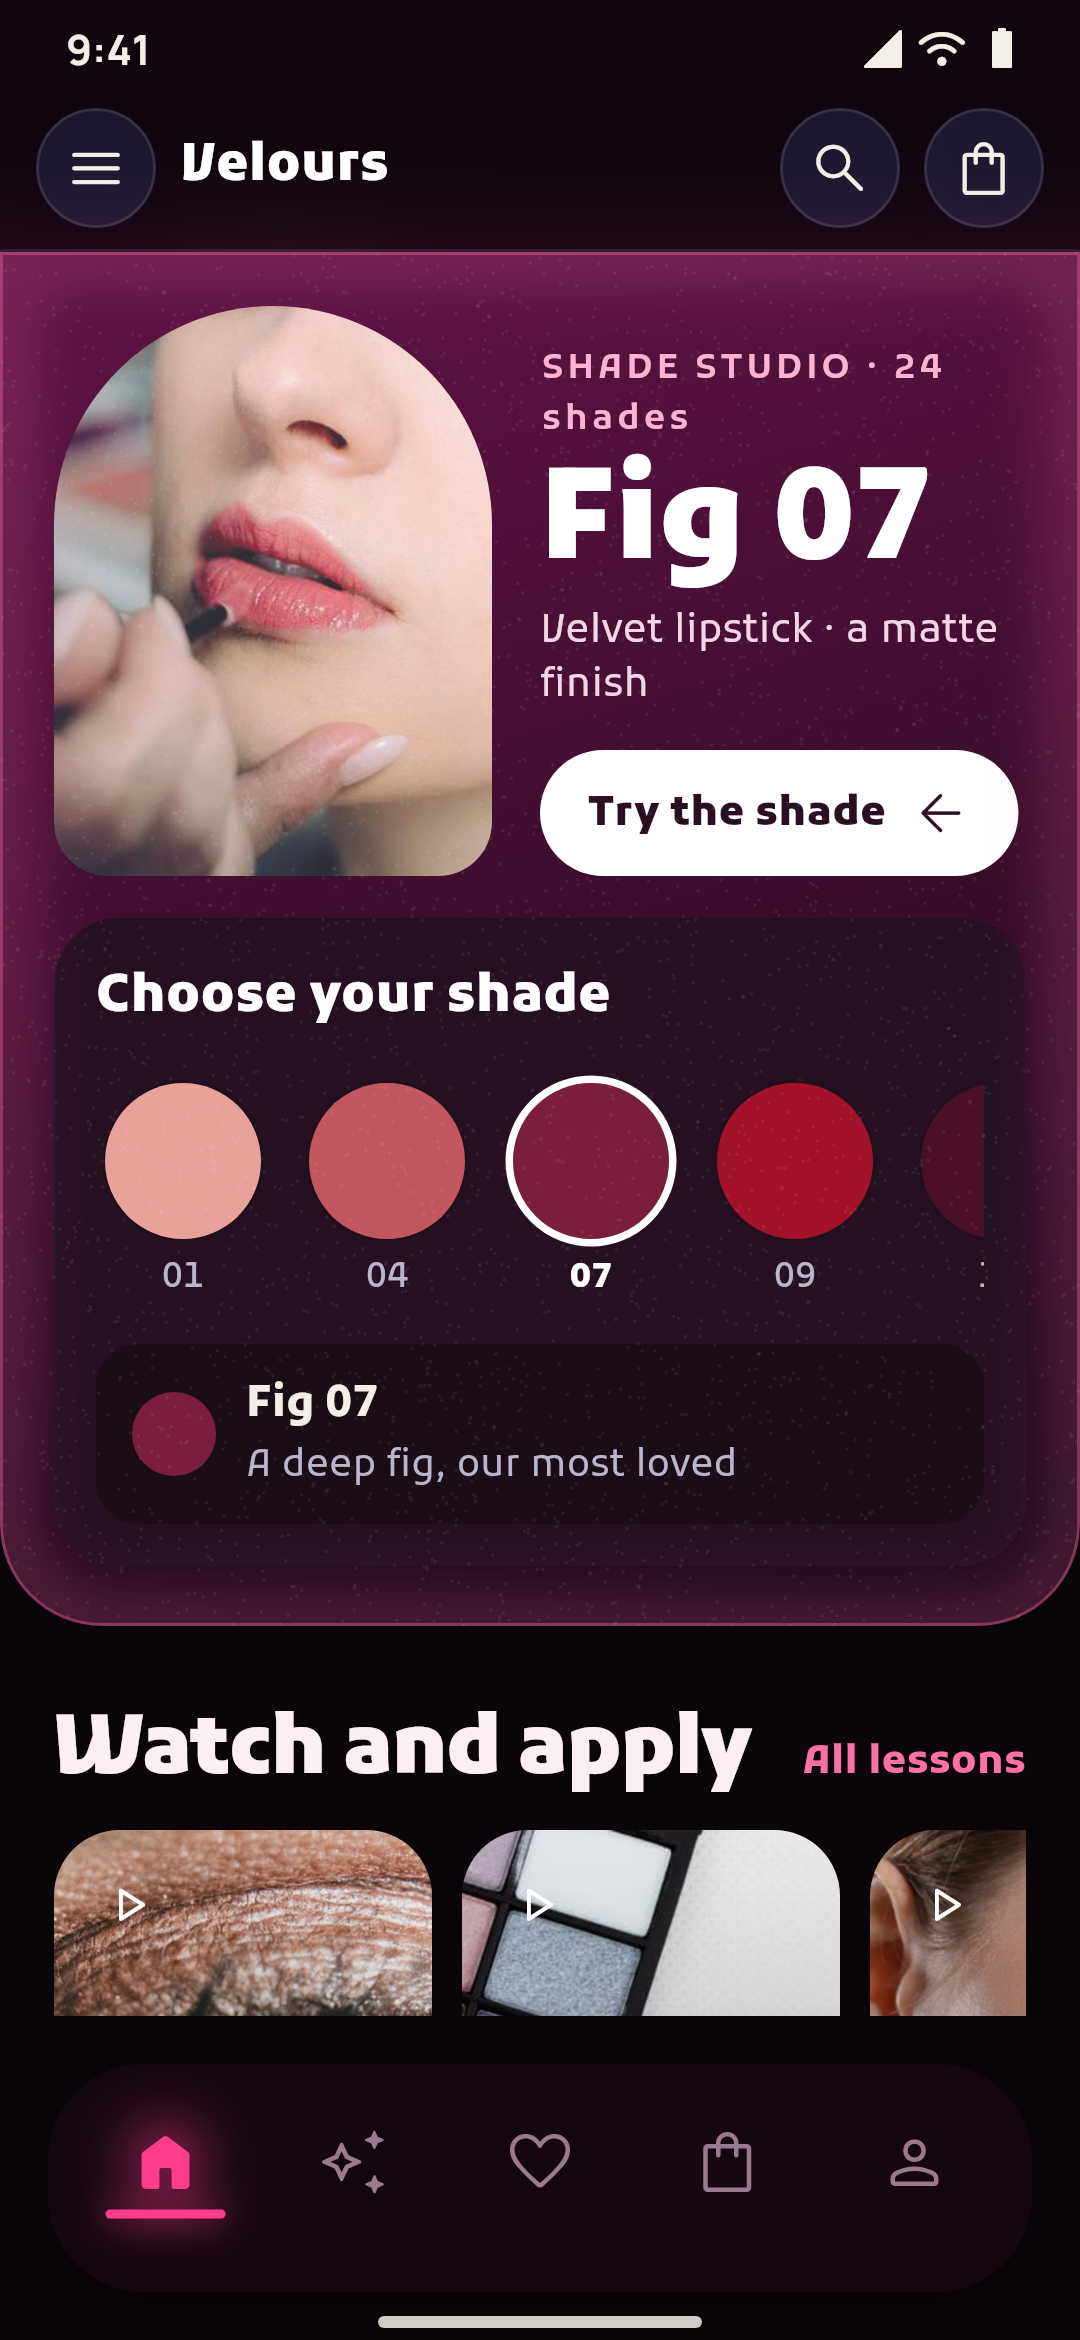 9:41
Velours
SHADE STUDIO · 24
shades
Fig 07
Velvet lipstick · a matte
finish
Try the shade
Choose your shade
01
04
07
09
Fig 07
A deep fig, our most loved
Watch and apply
All lessons